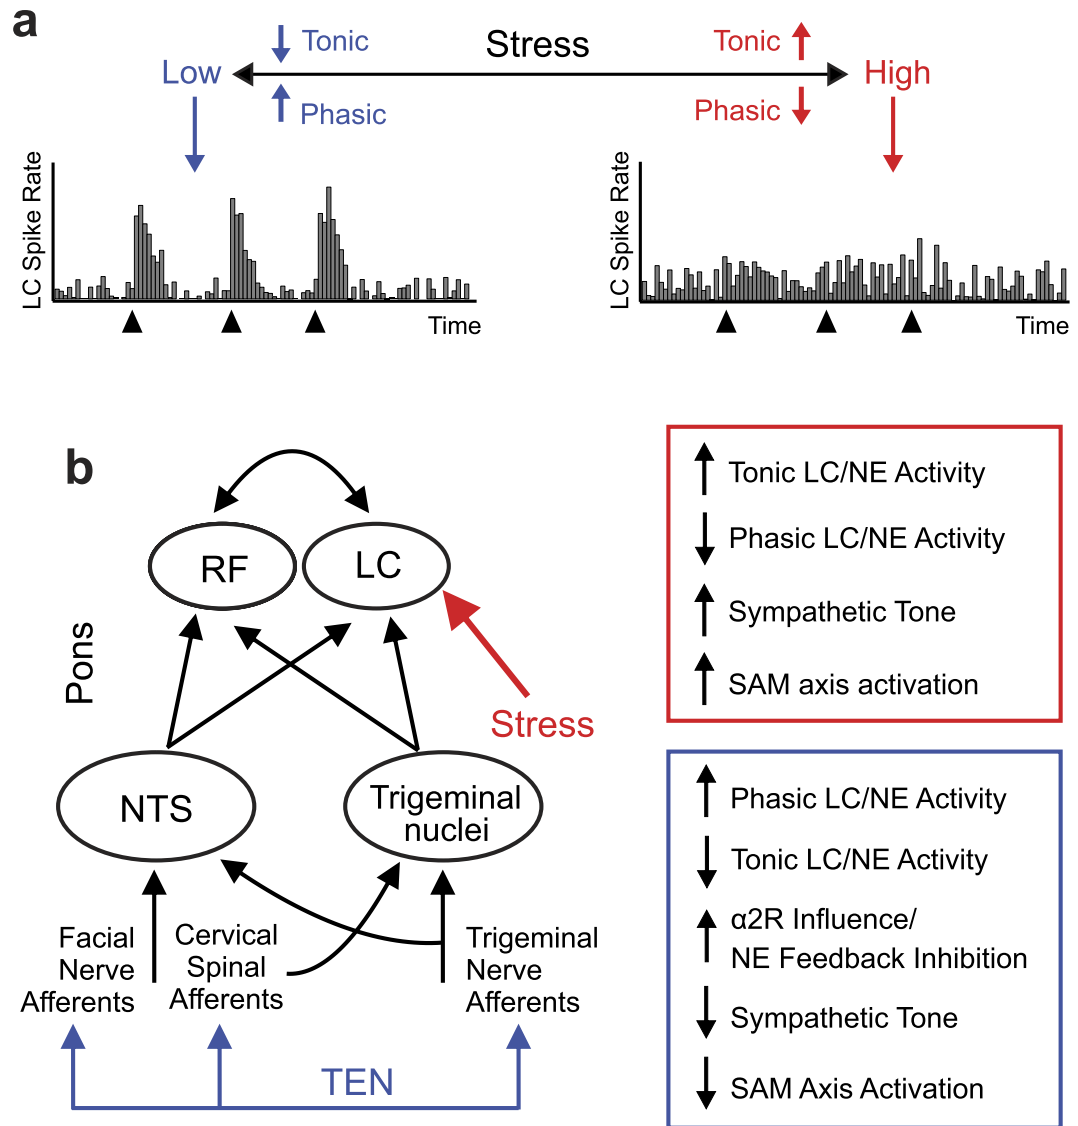 a
Stress
Low
Tonic
Phasic
Tonic
Phasic
High
LC Spike Rate
Time
LC Spike Rate
Time
b
RF
LC
Pons
Stress
NTS
Trigeminal
nuclei
Facial
Nerve
Afferents
Cervical
Spinal
Afferents
Trigeminal
Nerve
Afferents
TEN
Tonic LC/NE Activity
Phasic LC/NE Activity
Sympathetic Tone
SAM axis activation
Phasic LC/NE Activity
Tonic LC/NE Activity
α2R Influence/
NE Feedback Inhibition
Sympathetic Tone
SAM Axis Activation